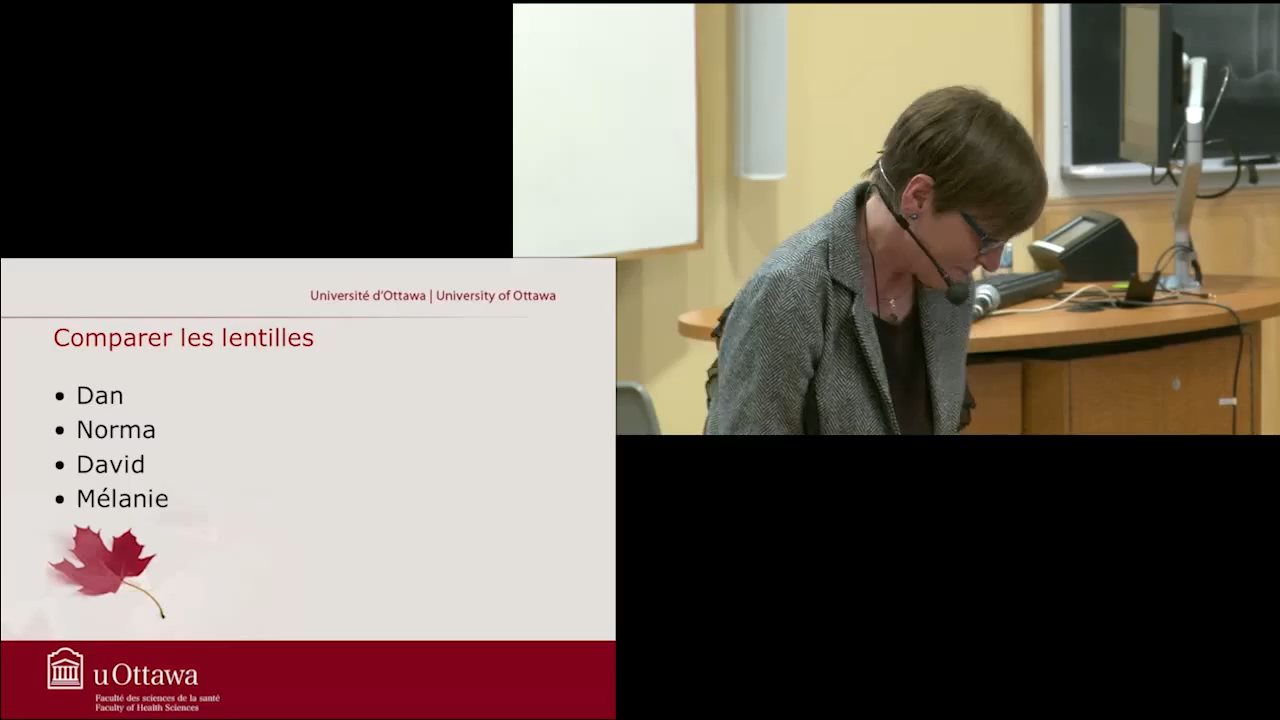 Université d'Ottawa | University of Ottawa
Comparer les lentilles
• Dan
• Norma
• David
• Mélanie
uOttawa
Faculté des sciences de la santé
Faculty of Health Sciences